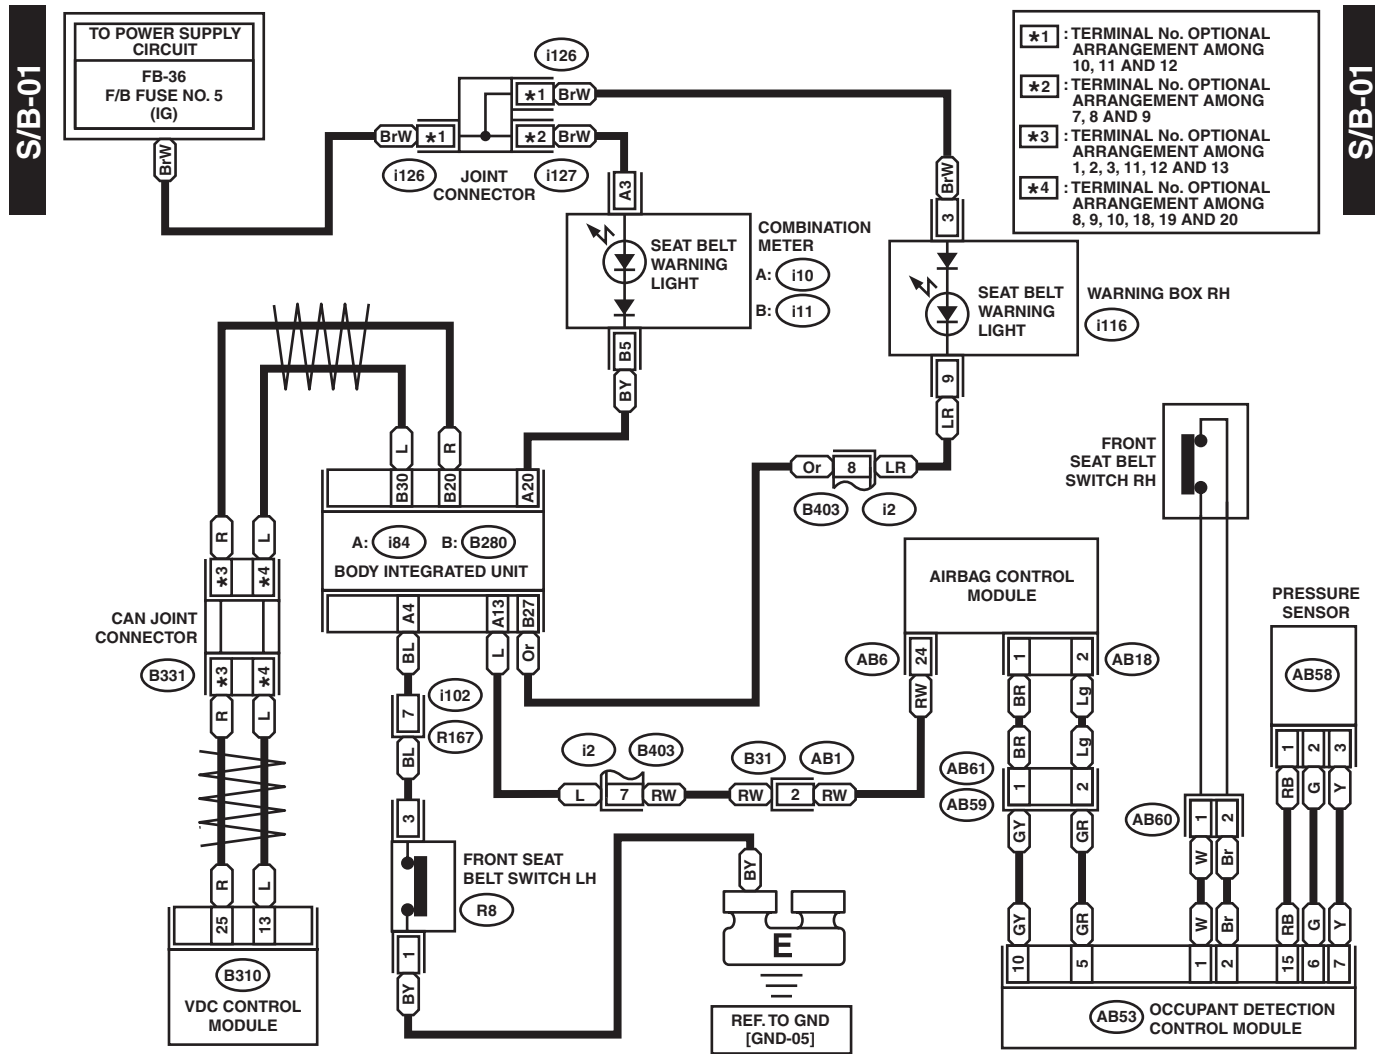 S/B-01
TO POWER SUPPLY
CIRCUIT
FB-36
F/B FUSE NO. 5
(IG)
BrW
BrW
*1
i126
JOINT
CONNECTOR
i126
*1
BrW
*2
BrW
i127
*1 : TERMINAL No. OPTIONAL
ARRANGEMENT AMONG
10, 11 AND 12
*2 : TERMINAL No. OPTIONAL
ARRANGEMENT AMONG
7, 8 AND 9
*3 : TERMINAL No. OPTIONAL
ARRANGEMENT AMONG
1, 2, 3, 11, 12 AND 13
*4 : TERMINAL No. OPTIONAL
ARRANGEMENT AMONG
8, 9, 10, 18, 19 AND 20
S/B-01
A3
SEAT BELT
WARNING
LIGHT
COMBINATION
METER
A: i10
B: i11
B5
BY
BrW
3
SEAT BELT
WARNING
LIGHT
WARNING BOX RH
i116
9
LR
Or
8
LR
B403
i2
L
R
B30
B20
A20
A: i84
B: B280
BODY INTEGRATED UNIT
A4
A13
B27
BL
L
Or
R
L
*3
*4
CAN JOINT
CONNECTOR
B331
*3
*4
R
L
R
L
25
13
B310
VDC CONTROL
MODULE
7
i102
R167
BL
3
FRONT SEAT
BELT SWITCH LH
R8
1
BY
i2
B403
L
7
RW
B31
AB1
RW
2
RW
BY
E
REF. TO GND
[GND-05]
AIRBAG CONTROL
MODULE
AB6
24
RW
1
2
AB18
BR
Lg
BR
Lg
AB61
AB59
1
2
GY
GR
GY
GR
FRONT
SEAT BELT
SWITCH RH
AB60
1
2
W
Br
W
Br
PRESSURE
SENSOR
AB58
1
2
3
RB
G
Y
RB
G
Y
10
5
1
2
15
6
7
AB53
OCCUPANT DETECTION
CONTROL MODULE